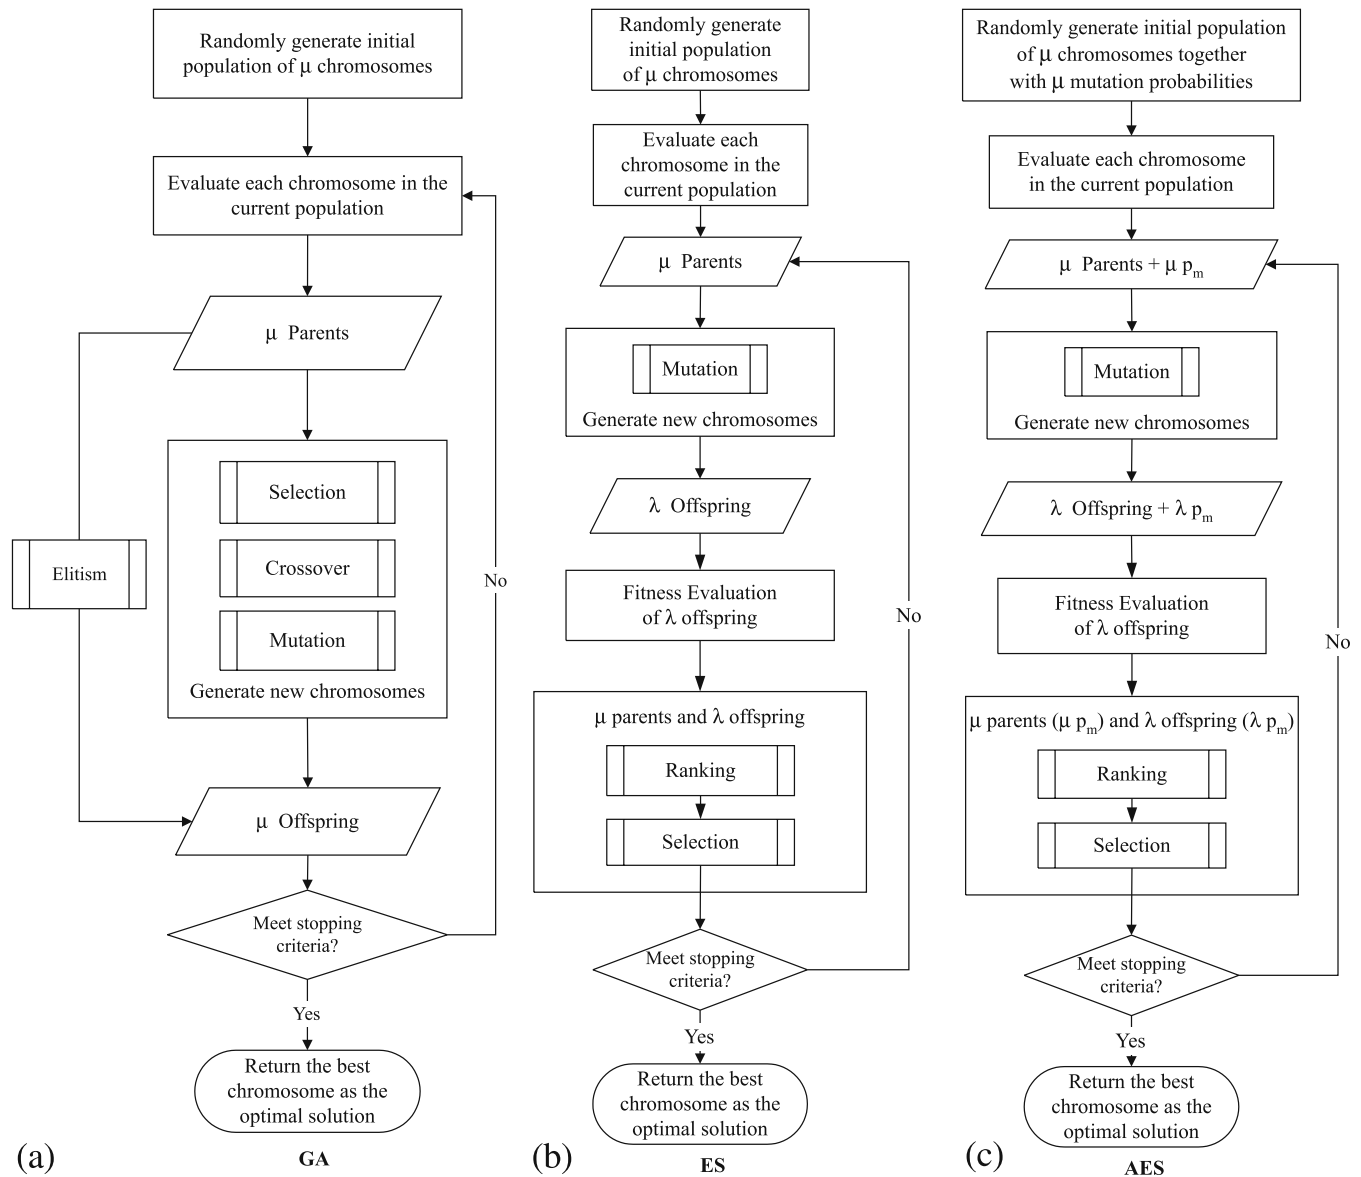 Randomly generate initial
population of μ chromosomes
Evaluate each chromosome in the
current population
μ Parents
Selection
Crossover
Mutation
Generate new chromosomes
Elitism
No
μ Offspring
Meet stopping
criteria?
Yes
Return the best
chromosome as the
optimal solution
(a)
GA
Randomly generate
initial population
of μ chromosomes
Evaluate each
chromosome in the
current population
μ Parents
Mutation
Generate new chromosomes
λ Offspring
Fitness Evaluation
of λ offspring
No
μ parents and λ offspring
Ranking
Selection
Meet stopping
criteria?
Yes
Return the best
chromosome as the
optimal solution
(b)
ES
Randomly generate initial population
of μ chromosomes together
with μ mutation probabilities
Evaluate each chromosome
in the current population
μ Parents + μ pm
Mutation
Generate new chromosomes
λ Offspring + λ pm
Fitness Evaluation
of λ offspring
No
μ parents (μ pm) and λ offspring (λ pm)
Ranking
Selection
Meet stopping
criteria?
Yes
Return the best
chromosome as the
optimal solution
(c)
AES